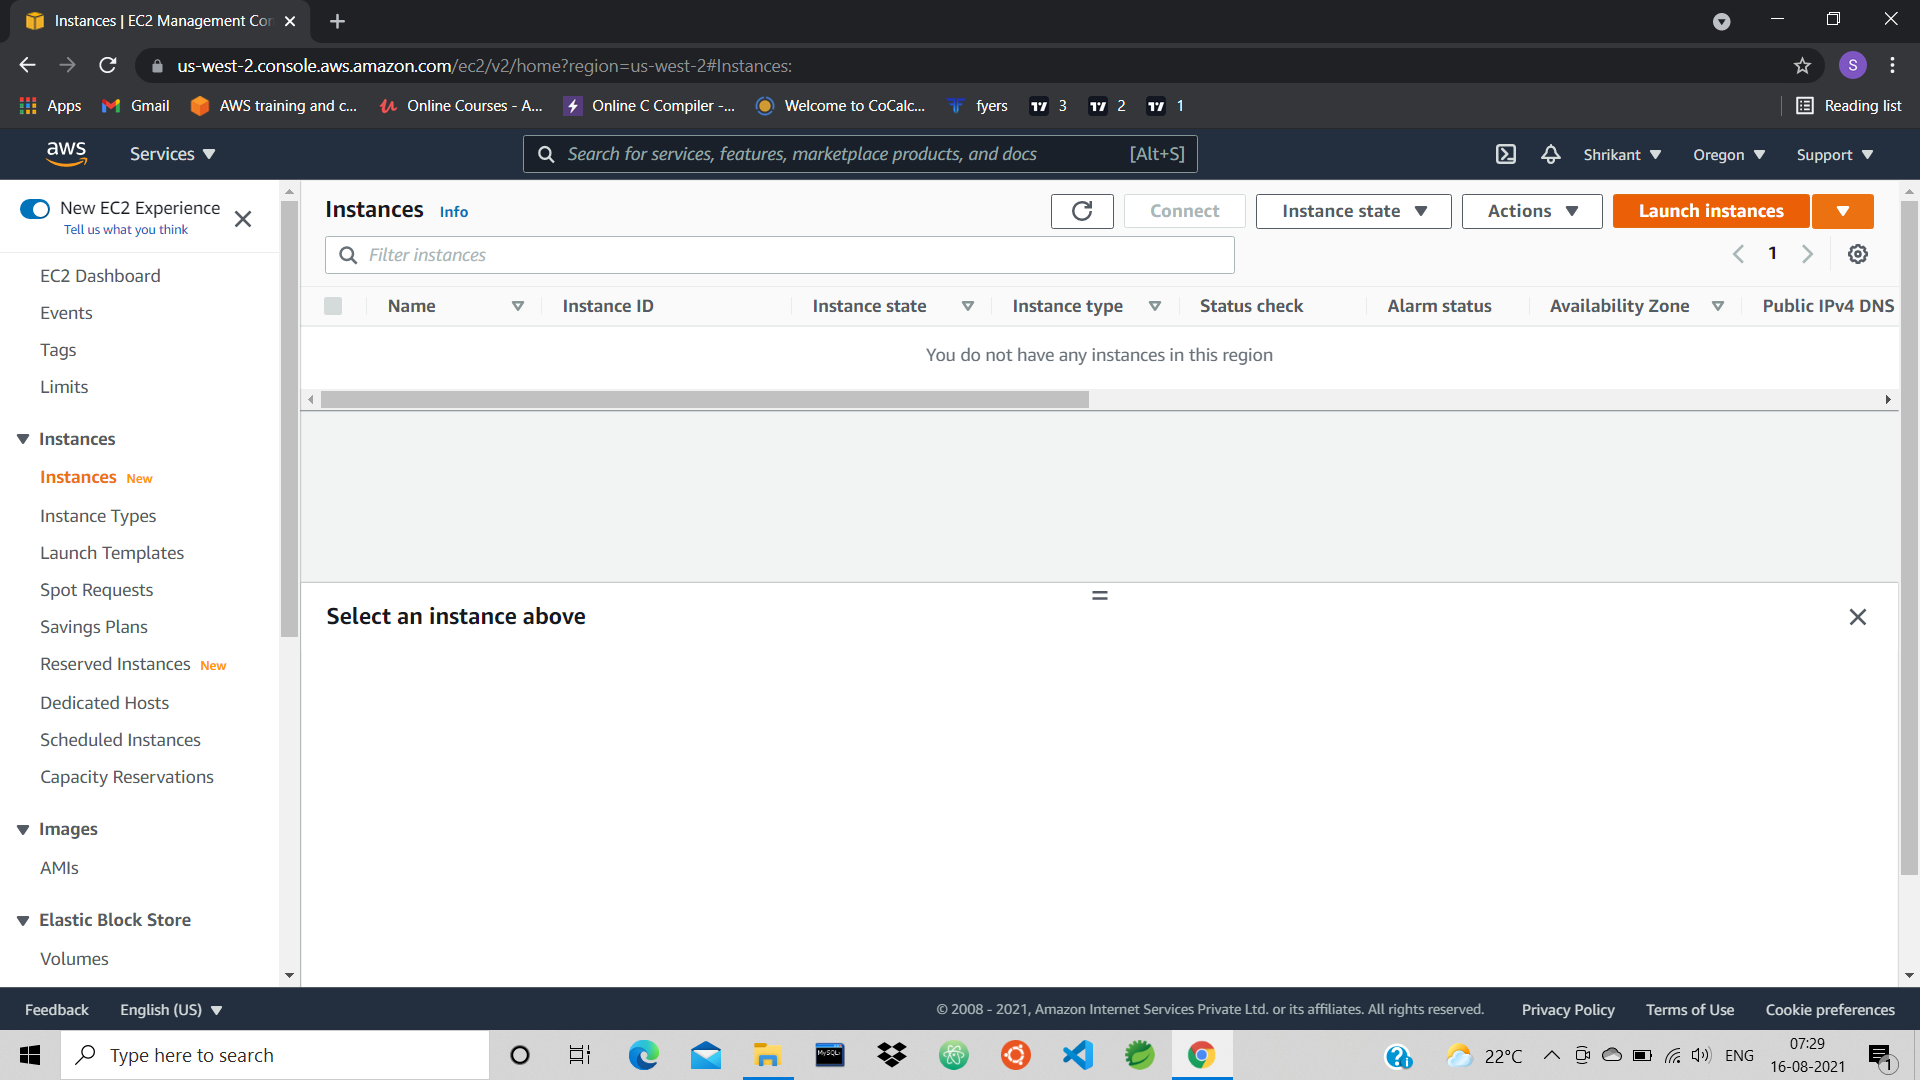 Instances | EC2 Management Con
us-west-2.console.aws.amazon.com/ec2/v2/home?region=us-west-2#Instances:
S
Apps Gmail AWS training and c... Online Courses - A... Online C Compiler -... Welcome to CoCalc... fyers 3 2 1 Reading list
aws Services Search for services, features, marketplace products, and docs [Alt+S] Shrikant Oregon Support
New EC2 Experience
Tell us what you think
EC2 Dashboard
Events
Tags
Limits
Instances
Instances New
Instance Types
Launch Templates
Spot Requests
Savings Plans
Reserved Instances New
Dedicated Hosts
Scheduled Instances
Capacity Reservations
Images
AMIs
Elastic Block Store
Volumes
Instances Info Connect Instance state Actions Launch instances
Filter instances 1
Name Instance ID Instance state Instance type Status check Alarm status Availability Zone Public IPv4 DNS
You do not have any instances in this region
Select an instance above
Feedback English (US) © 2008 - 2021, Amazon Internet Services Private Ltd. or its affiliates. All rights reserved. Privacy Policy Terms of Use Cookie preferences
Type here to search 22°C ENG 07:29
16-08-2021 1